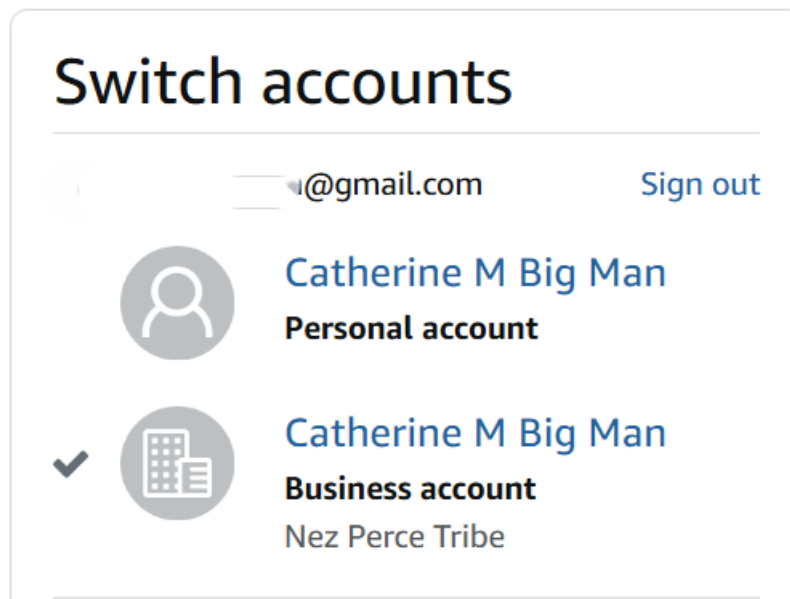 Switch accounts
@gmail.com Sign out
Catherine M Big Man
Personal account
Catherine M Big Man
Business account
Nez Perce Tribe